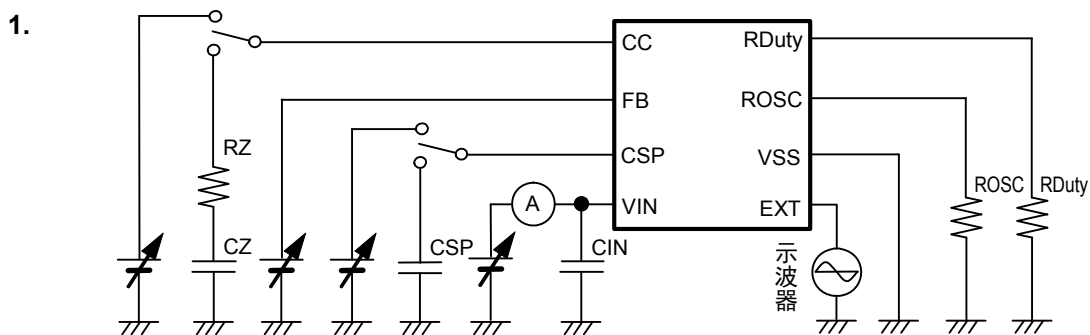 1.
CC
RDuty
FB
ROSC
CSP
VSS
VIN
EXT
RZ
CZ
CSP
A
CIN
示波器
ROSC
RDuty